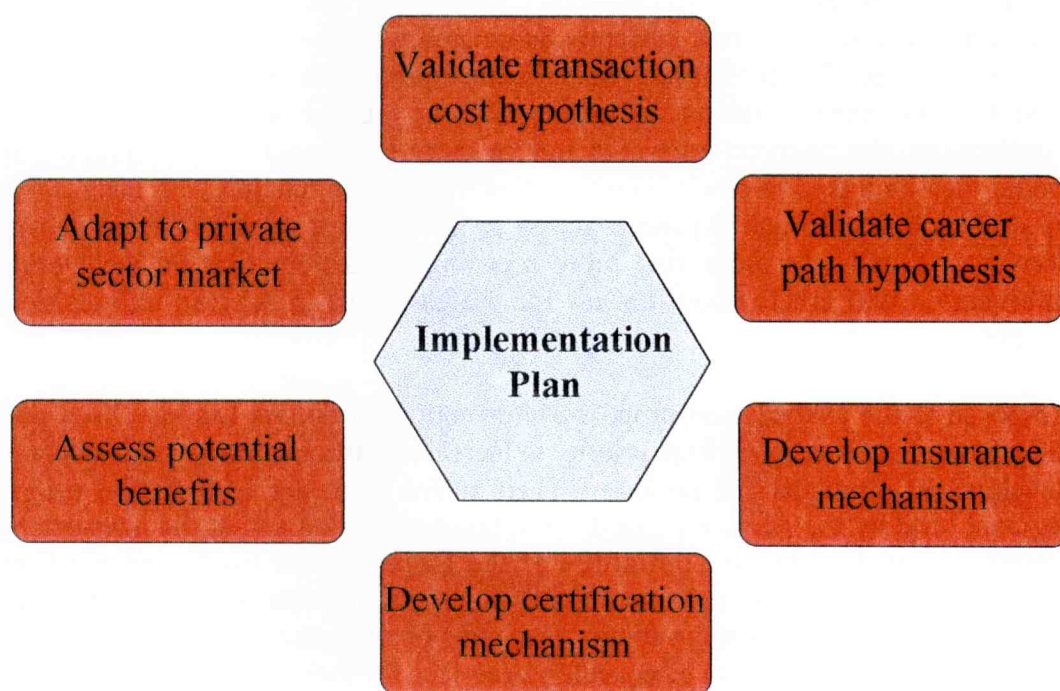 Validate transaction
cost hypothesis
Adapt to private
sector market
Validate career
path hypothesis
Implementation
Plan
Assess potential
benefits
Develop insurance
mechanism
Develop certification
mechanism